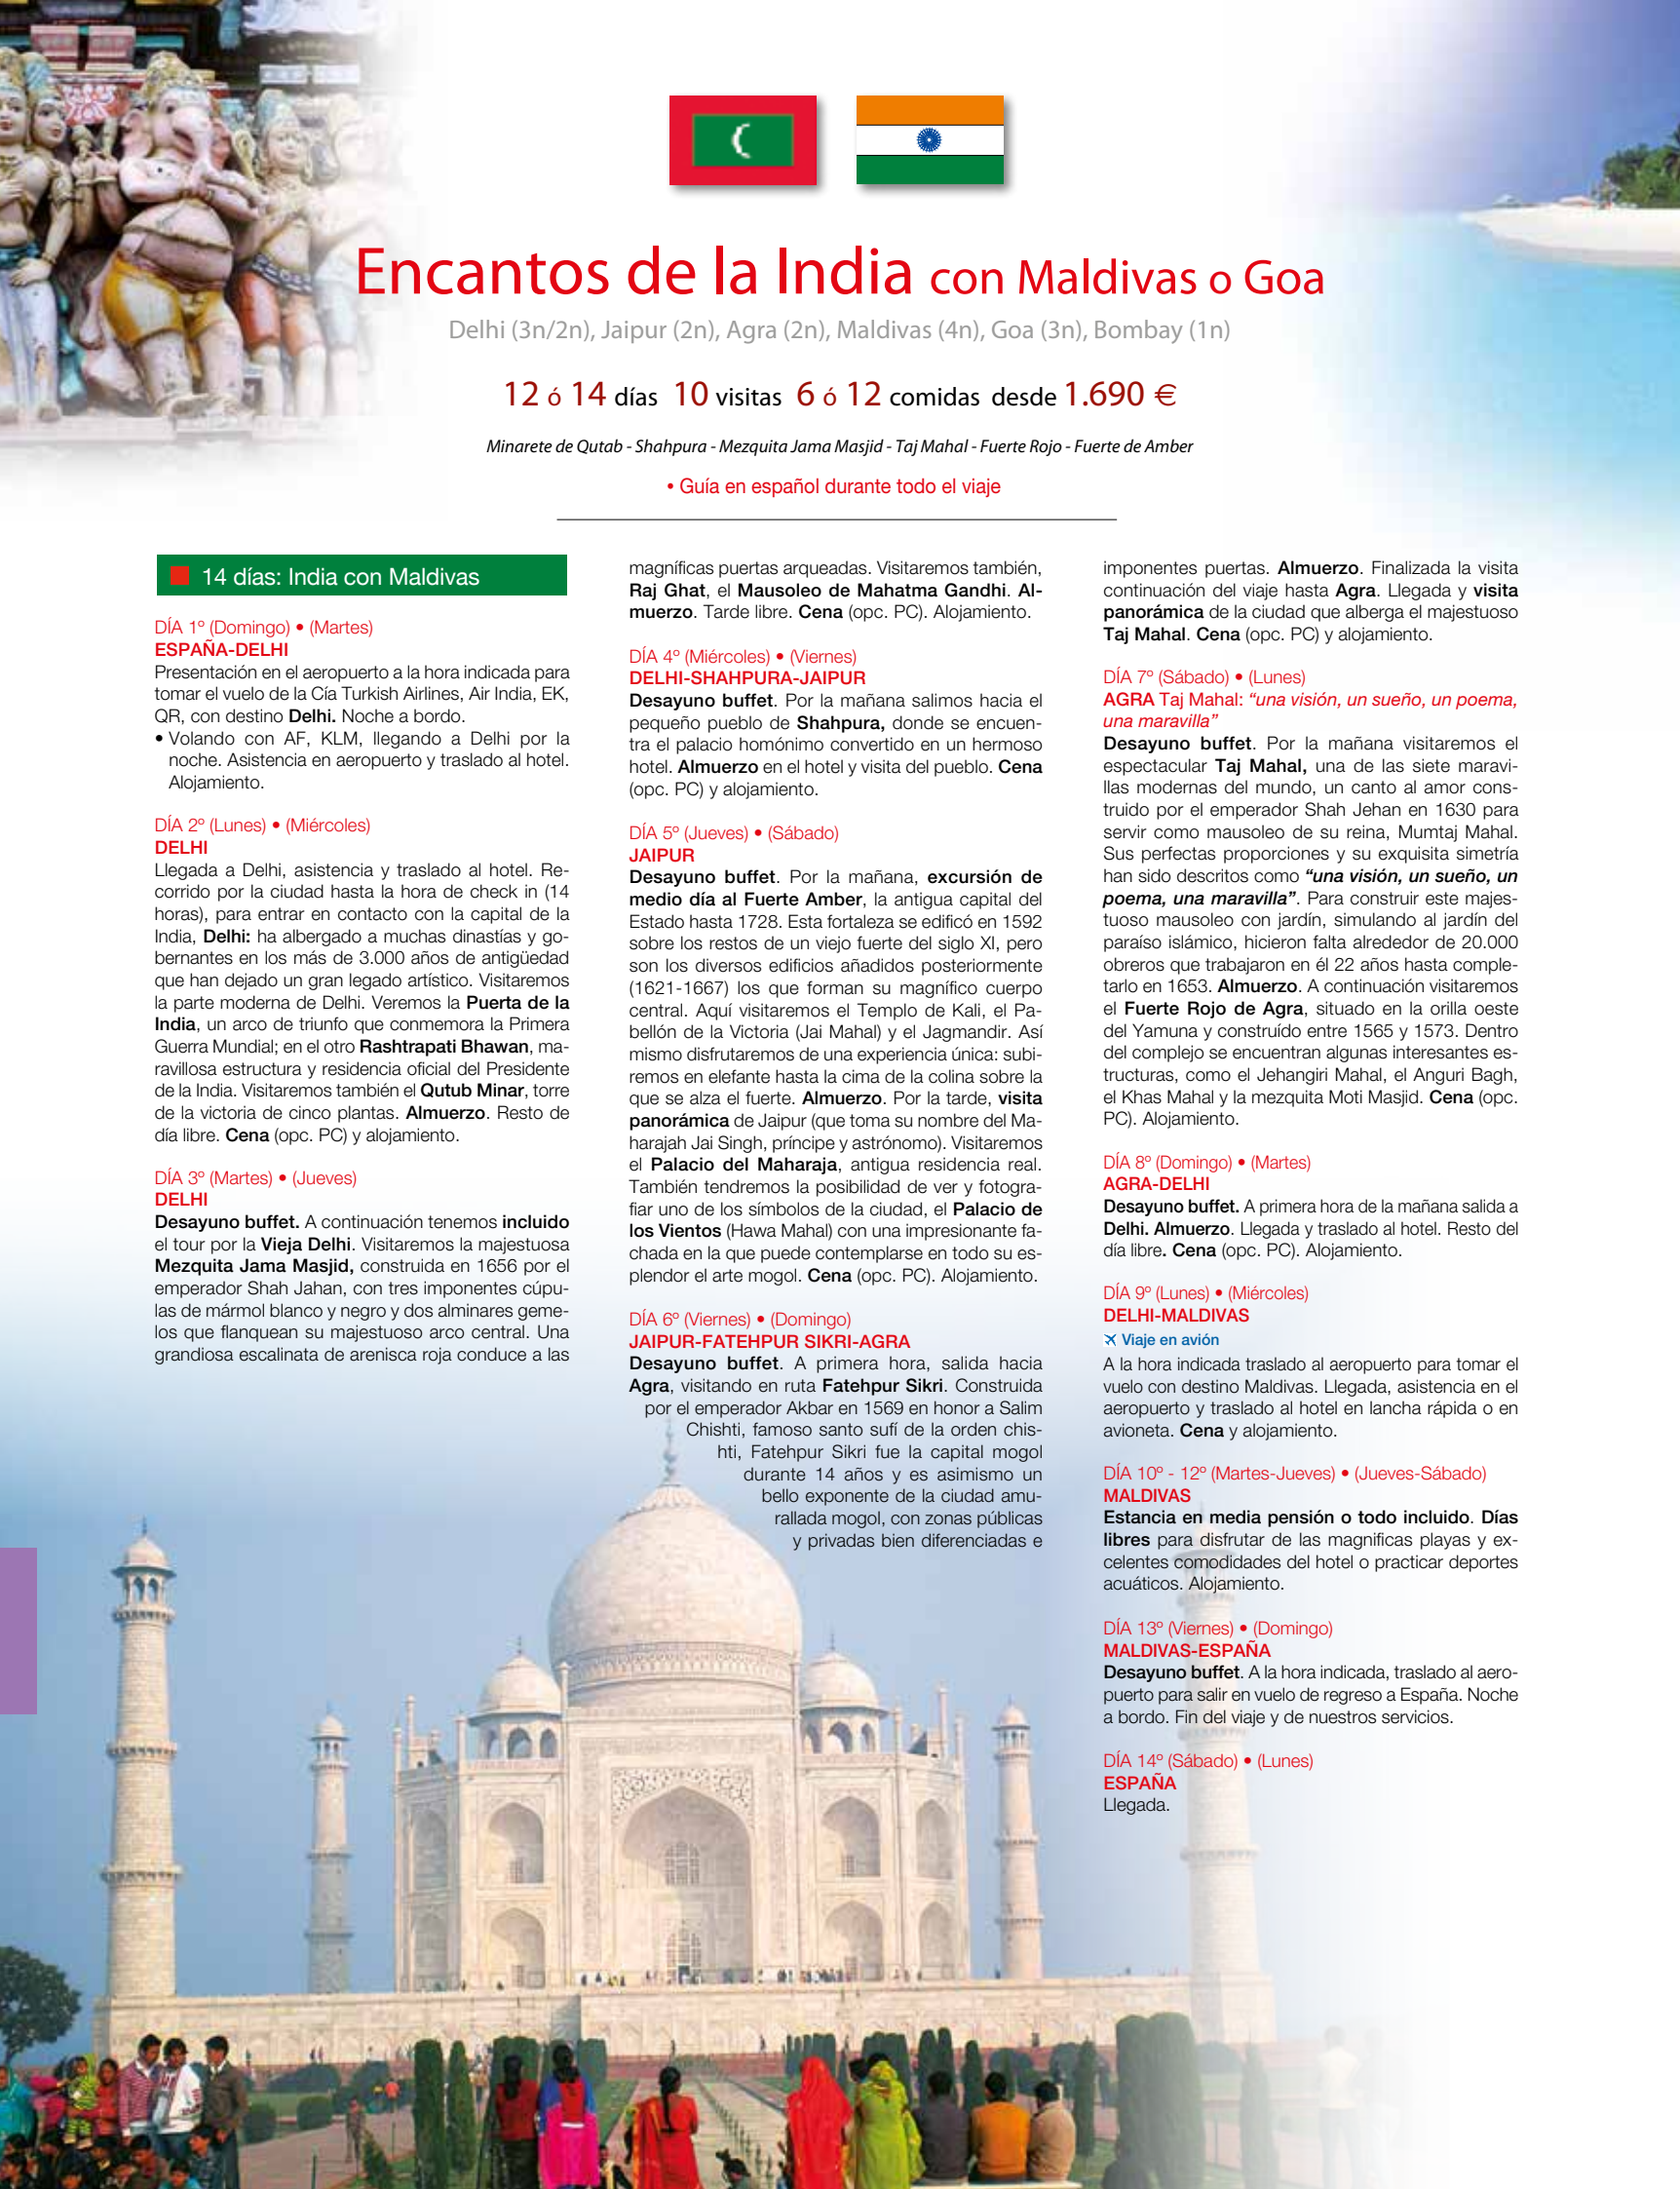 Encantos de la India con Maldivas o Goa
Delhi (3n/2n), Jaipur (2n), Agra (2n), Maldivas (4n), Goa (3n), Bombay (1n)
12 ó 14 días 10 visitas 6 ó 12 comidas desde 1.690 €
Minarete de Qutab - Shahpura - Mezquita Jama Masjid - Taj Mahal - Fuerte Rojo - Fuerte de Amber
• Guía en español durante todo el viaje
14 días: India con Maldivas
DÍA 1º (Domingo) • (Martes)
ESPAÑA-DELHI
Presentación en el aeropuerto a la hora indicada para
tomar el vuelo de la Cía Turkish Airlines, Air India, EK,
QR, con destino Delhi. Noche a bordo.
• Volando con AF, KLM, llegando a Delhi por la
noche. Asistencia en aeropuerto y traslado al hotel.
Alojamiento.
DÍA 2º (Lunes) • (Miércoles)
DELHI
Llegada a Delhi, asistencia y traslado al hotel. Re-
corrido por la ciudad hasta la hora de check in (14
horas), para entrar en contacto con la capital de la
India, Delhi: ha albergado a muchas dinastías y go-
bernantes en los más de 3.000 años de antigüedad
que han dejado un gran legado artístico. Visitaremos
la parte moderna de Delhi. Veremos la Puerta de la
India, un arco de triunfo que conmemora la Primera
Guerra Mundial; en el otro Rashtrapati Bhawan, ma-
ravillosa estructura y residencia oficial del Presidente
de la India. Visitaremos también el Qutub Minar, torre
de la victoria de cinco plantas. Almuerzo. Resto de
día libre. Cena (opc. PC) y alojamiento.
DÍA 3º (Martes) • (Jueves)
DELHI
Desayuno buffet. A continuación tenemos incluido
el tour por la Vieja Delhi. Visitaremos la majestuosa
Mezquita Jama Masjid, construida en 1656 por el
emperador Shah Jahan, con tres imponentes cúpu-
las de mármol blanco y negro y dos alminares geme-
los que flanquean su majestuoso arco central. Una
grandiosa escalinata de arenisca roja conduce a las
magníficas puertas arqueadas. Visitaremos también,
Raj Ghat, el Mausoleo de Mahatma Gandhi. Al-
muerzo. Tarde libre. Cena (opc. PC). Alojamiento.
DÍA 4º (Miércoles) • (Viernes)
DELHI-SHAHPURA-JAIPUR
Desayuno buffet. Por la mañana salimos hacia el
pequeño pueblo de Shahpura, donde se encuen-
tra el palacio homónimo convertido en un hermoso
hotel. Almuerzo en el hotel y visita del pueblo. Cena
(opc. PC) y alojamiento.
DÍA 5º (Jueves) • (Sábado)
JAIPUR
Desayuno buffet. Por la mañana, excursión de
medio día al Fuerte Amber, la antigua capital del
Estado hasta 1728. Esta fortaleza se edificó en 1592
sobre los restos de un viejo fuerte del siglo XI, pero
son los diversos edificios añadidos posteriormente
(1621-1667) los que forman su magnífico cuerpo
central. Aquí visitaremos el Templo de Kali, el Pa-
bellón de la Victoria (Jai Mahal) y el Jagmandir. Así
mismo disfrutaremos de una experiencia única: subi-
remos en elefante hasta la cima de la colina sobre la
que se alza el fuerte. Almuerzo. Por la tarde, visita
panorámica de Jaipur (que toma su nombre del Ma-
harajah Jai Singh, príncipe y astrónomo). Visitaremos
el Palacio del Maharaja, antigua residencia real.
También tendremos la posibilidad de ver y fotogra-
fiar uno de los símbolos de la ciudad, el Palacio de
los Vientos (Hawa Mahal) con una impresionante fa-
chada en la que puede contemplarse en todo su es-
plendor el arte mogol. Cena (opc. PC). Alojamiento.
DÍA 6º (Viernes) • (Domingo)
JAIPUR-FATEHPUR SIKRI-AGRA
Desayuno buffet. A primera hora, salida hacia
Agra, visitando en ruta Fatehpur Sikri. Construida
por el emperador Akbar en 1569 en honor a Salim
Chishti, famoso santo sufí de la orden chis-
hti, Fatehpur Sikri fue la capital mogol
durante 14 años y es asimismo un
bello exponente de la ciudad amu-
rallada mogol, con zonas públicas
y privadas bien diferenciadas e
imponentes puertas. Almuerzo. Finalizada la visita
continuación del viaje hasta Agra. Llegada y visita
panorámica de la ciudad que alberga el majestuoso
Taj Mahal. Cena (opc. PC) y alojamiento.
DÍA 7º (Sábado) • (Lunes)
AGRA Taj Mahal: "una visión, un sueño, un poema,
una maravilla"
Desayuno buffet. Por la mañana visitaremos el
espectacular Taj Mahal, una de las siete maravi-
llas modernas del mundo, un canto al amor cons-
truido por el emperador Shah Jehan en 1630 para
servir como mausoleo de su reina, Mumtaj Mahal.
Sus perfectas proporciones y su exquisita simetría
han sido descritos como "una visión, un sueño, un
poema, una maravilla". Para construir este majes-
tuoso mausoleo con jardín, simulando al jardín del
paraíso islámico, hicieron falta alrededor de 20.000
obreros que trabajaron en él 22 años hasta comple-
tarlo en 1653. Almuerzo. A continuación visitaremos
el Fuerte Rojo de Agra, situado en la orilla oeste
del Yamuna y construído entre 1565 y 1573. Dentro
del complejo se encuentran algunas interesantes es-
tructuras, como el Jehangiri Mahal, el Anguri Bagh,
el Khas Mahal y la mezquita Moti Masjid. Cena (opc.
PC). Alojamiento.
DÍA 8º (Domingo) • (Martes)
AGRA-DELHI
Desayuno buffet. A primera hora de la mañana salida a
Delhi. Almuerzo. Llegada y traslado al hotel. Resto del
día libre. Cena (opc. PC). Alojamiento.
DÍA 9º (Lunes) • (Miércoles)
DELHI-MALDIVAS
Viaje en avión
A la hora indicada traslado al aeropuerto para tomar el
vuelo con destino Maldivas. Llegada, asistencia en el
aeropuerto y traslado al hotel en lancha rápida o en
avioneta. Cena y alojamiento.
DÍA 10º - 12º (Martes-Jueves) • (Jueves-Sábado)
MALDIVAS
Estancia en media pensión o todo incluido. Días
libres para disfrutar de las magnificas playas y ex-
celentes comodidades del hotel o practicar deportes
acuáticos. Alojamiento.
DÍA 13º (Viernes) • (Domingo)
MALDIVAS-ESPAÑA
Desayuno buffet. A la hora indicada, traslado al aero-
puerto para salir en vuelo de regreso a España. Noche
a bordo. Fin del viaje y de nuestros servicios.
DÍA 14º (Sábado) • (Lunes)
ESPAÑA
Llegada.